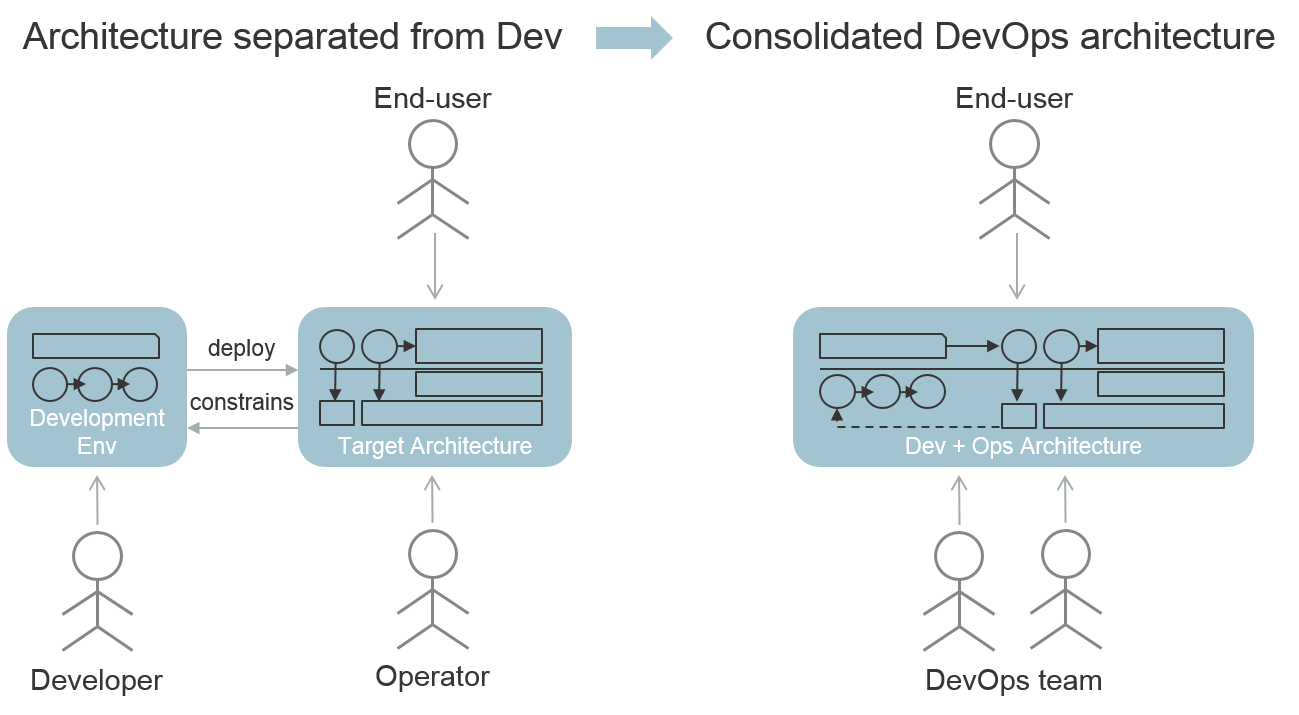 Architecture separated from Dev
Consolidated DevOps architecture
End-user
End-user
deploy
constrains
Development
Env
Target Architecture
Dev + Ops Architecture
Developer
Operator
DevOps team